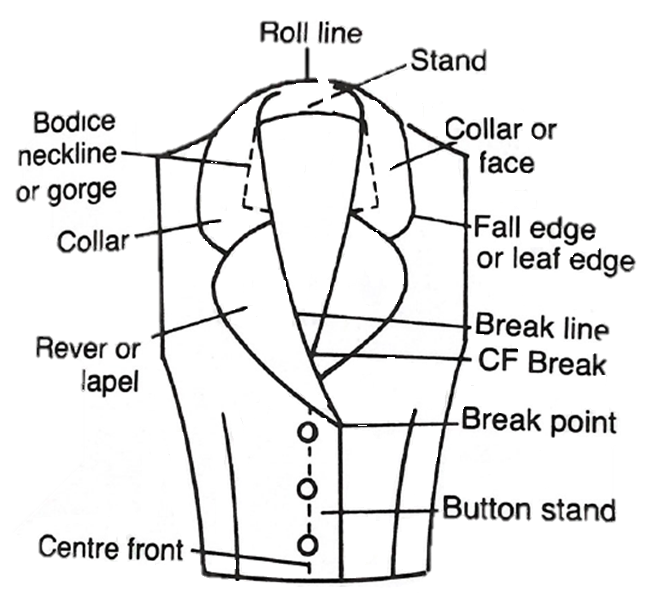 Roll line
Stand
Bodice
neckline
or gorge
Collar or
face
Collar
Fall edge
or leaf edge
Rever or
lapel
Break line
CF Break
Break point
Button stand
Centre front